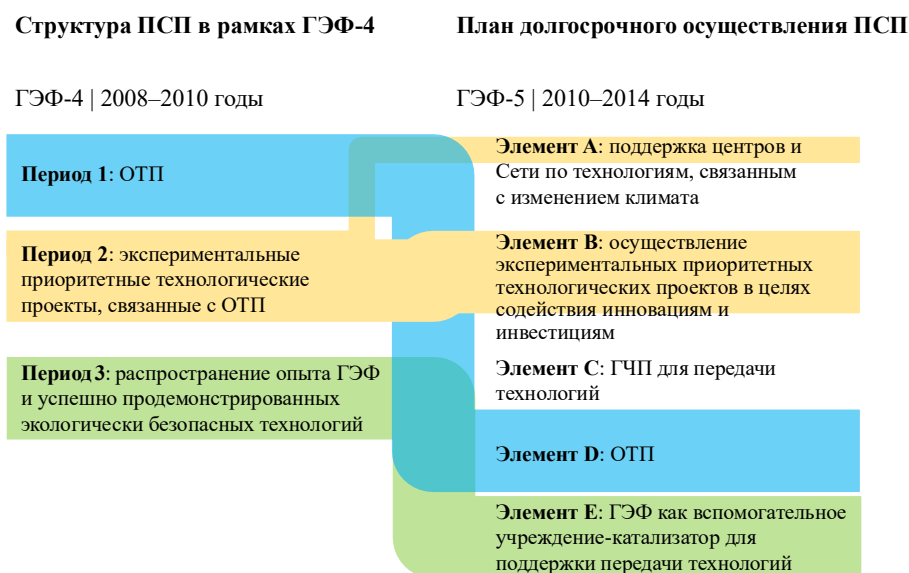 Структура ПСП в рамках ГЭФ-4
ГЭФ-4 | 2008–2010 годы
Период 1: ОТП
Период 2: экспериментальные
приоритетные технологические
проекты, связанные с ОТП
Период 3: распространение опыта ГЭФ
и успешно продемонстрированных
экологически безопасных технологий
План долгосрочного осуществления ПСП
ГЭФ-5 | 2010–2014 годы
Элемент A: поддержка центров и
Сети по технологиям, связанным
с изменением климата
Элемент B: осуществление
экспериментальных приоритетных
технологических проектов в целях
содействия инновациям и
инвестициям
Элемент C: ГЧП для передачи
технологий
Элемент D: ОТП
Элемент E: ГЭФ как вспомогательное
учреждение-катализатор для
поддержки передачи технологий